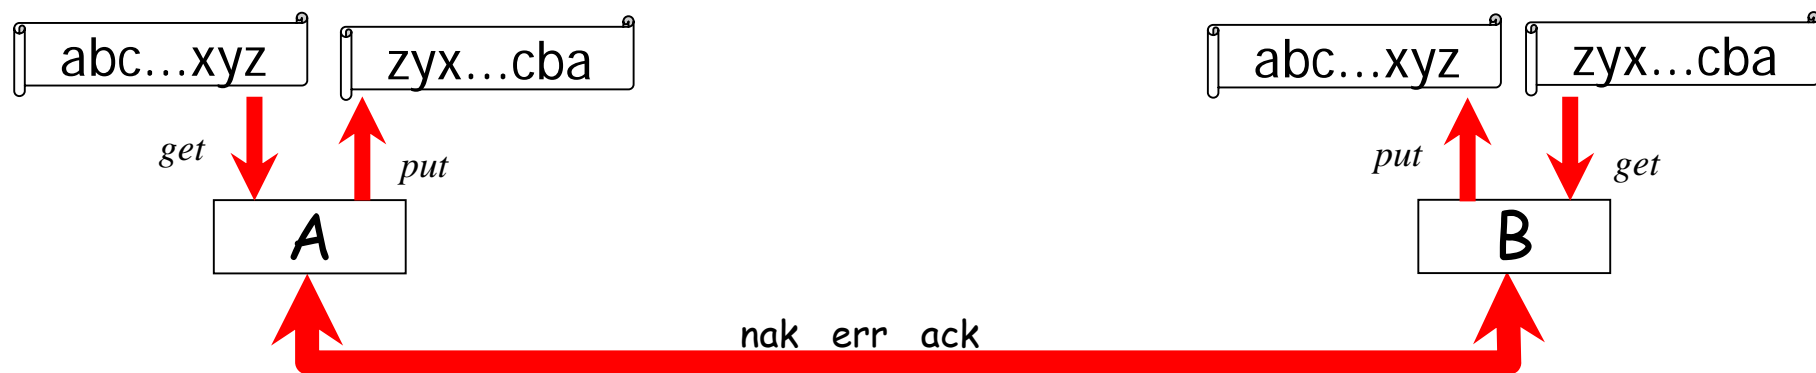 abc...xyz zyx...cba abc...xyz zyx...cba
get put put get
A B
nak err ack